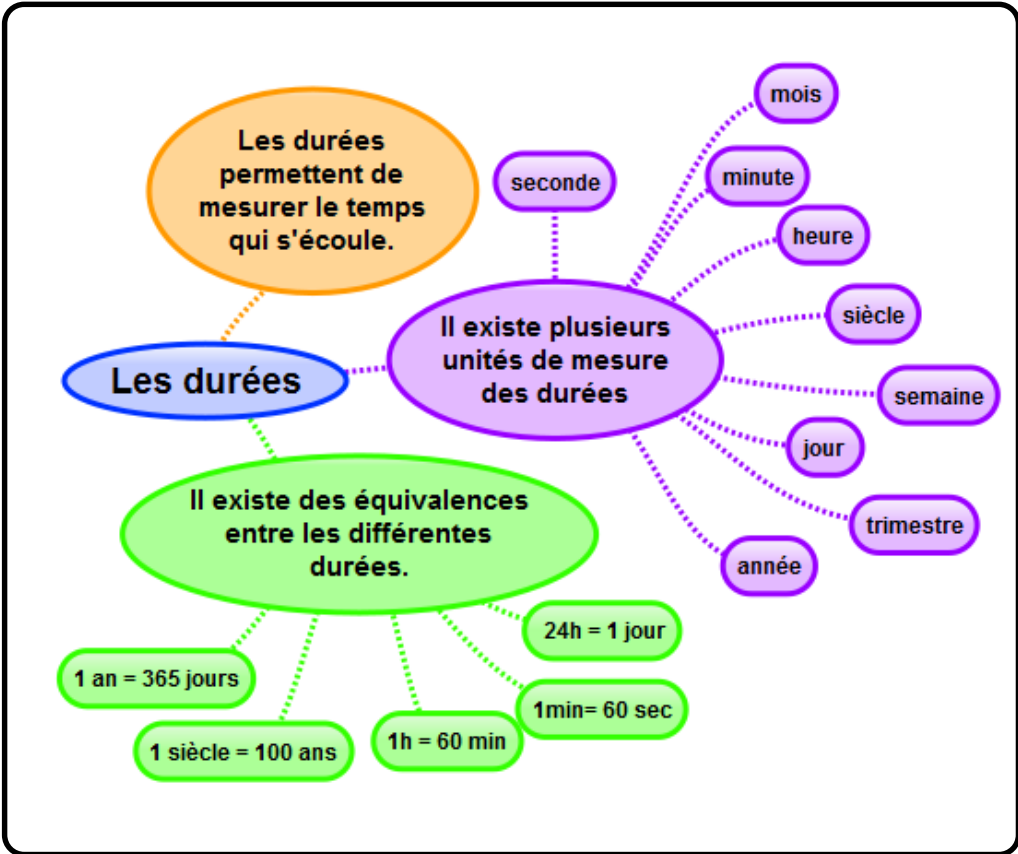 Les durées
permettent de
mesurer le temps
qui s'écoule.
Les durées
Il existe plusieurs
unités de mesure
des durées
seconde
mois
minute
heure
siècle
semaine
jour
trimestre
année
Il existe des équivalences
entre les différentes
durées.
1 an = 365 jours
1 siècle = 100 ans
1h = 60 min
1min= 60 sec
24h = 1 jour